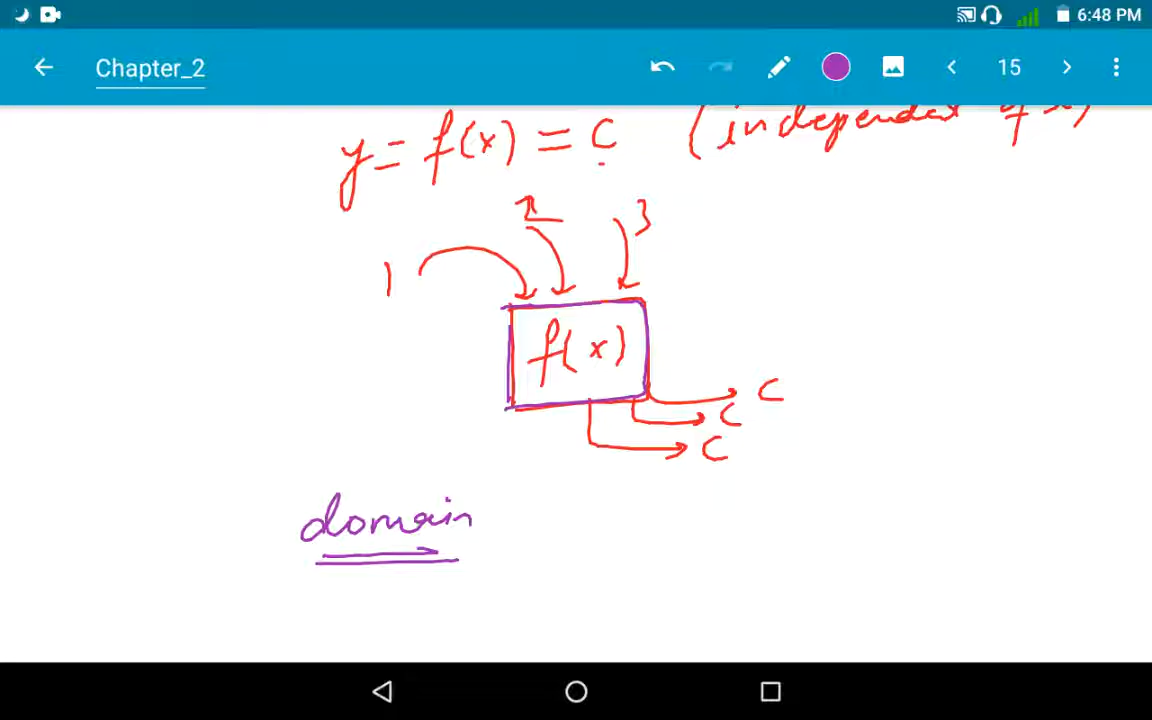 6:48 PM
Chapter_2
15
y = f(x) = C (independent of x)
1 2 3
f(x)
C
C
C
domain